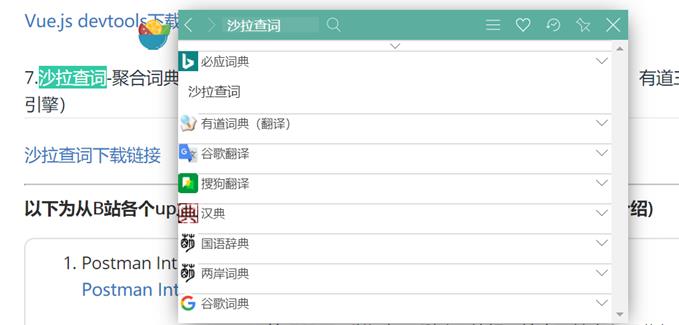 Vue.js devtools下载
沙拉查词
必应词典
沙拉查词
7.沙拉查词-聚合词典
有道
引擎）
有道词典（翻译）
沙拉查词下载链接
谷歌翻译
搜狗翻译
以下为从B站各个up
介绍)
汉典
国语辞典
1. Postman Int
两岸词典
Postman Int
谷歌词典